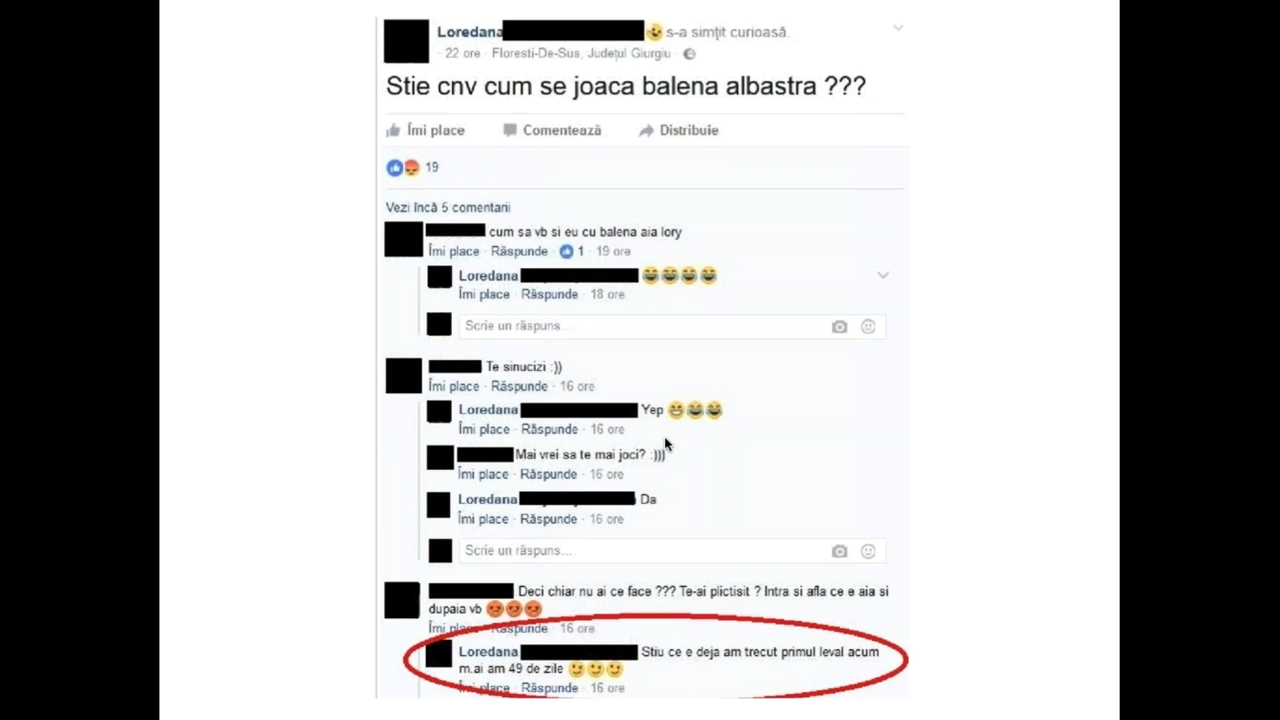 Loredana s-a simțit curioasă.
22 ore · Floresti-De-Sus, Județul Giurgiu
Stie cnv cum se joaca balena albastra ???
Îmi place Comentează Distribuie
19
Vezi încă 5 comentarii
cum sa vb si eu cu balena aia lory
Îmi place · Răspunde · 1 · 19 ore
Loredana 😂😂😂😂
Îmi place · Răspunde · 18 ore
Scrie un răspuns...
Te sinucizi :))
Îmi place · Răspunde · 16 ore
Loredana Yep 😁😂😂
Îmi place · Răspunde · 16 ore
Mai vrei sa te mai joci? :)))
Îmi place · Răspunde · 16 ore
Loredana Da
Îmi place · Răspunde · 16 ore
Scrie un răspuns...
Deci chiar nu ai ce face ??? Te-ai plictisit ? Intra si afla ce e aia si
dupaia vb 😡😡😡
Îmi place · Răspunde · 16 ore
Loredana Stiu ce e deja am trecut primul leval acum
m.ai am 49 de zile 😉😉😉
Îmi place · Răspunde · 16 ore